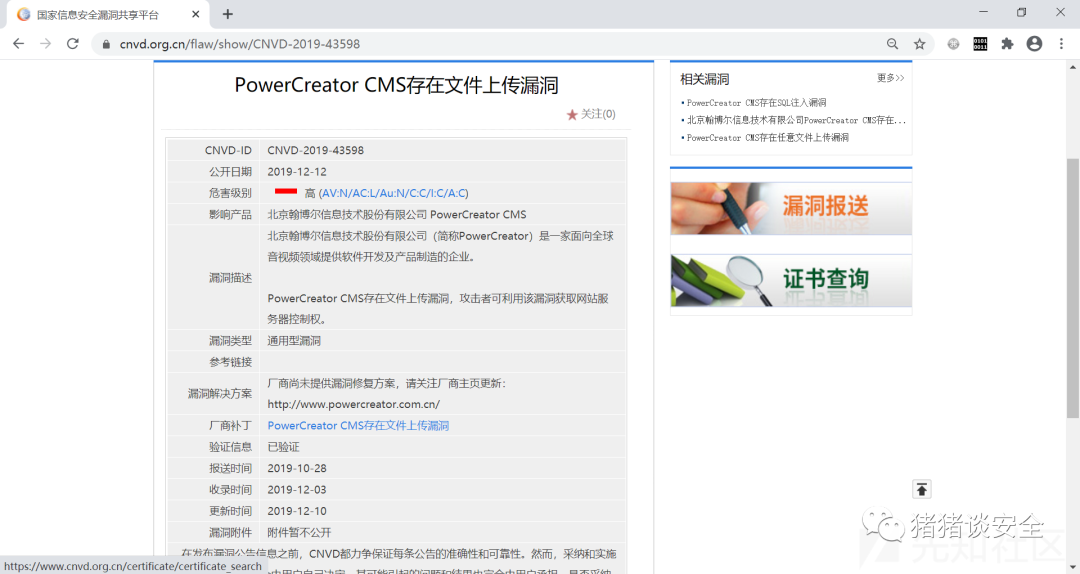 国家信息安全漏洞共享平台
cnvd.org.cn/flaw/show/CNVD-2019-43598
PowerCreator CMS存在文件上传漏洞
关注(0)
CNVD-ID CNVD-2019-43598
公开日期 2019-12-12
危害级别 高 (AV:N/AC:L/Au:N/C:C/I:C/A:C)
影响产品 北京翰博尔信息技术股份有限公司 PowerCreator CMS
漏洞描述
北京翰博尔信息技术股份有限公司（简称PowerCreator）是一家面向全球
音视频领域提供软件开发及产品制造的企业。
PowerCreator CMS存在文件上传漏洞，攻击者可利用该漏洞获取网站服
务器控制权。
漏洞类型 通用型漏洞
参考链接
漏洞解决方案
厂商尚未提供漏洞修复方案，请关注厂商主页更新：
http://www.powercreator.com.cn/
厂商补丁 PowerCreator CMS存在文件上传漏洞
验证信息 已验证
报送时间 2019-10-28
收录时间 2019-12-03
更新时间 2019-12-10
漏洞附件 附件暂不公开
在发布漏洞公告信息之前，CNVD都力争保证每条公告的准确性和可靠性。然而，采纳和实施
https://www.cnvd.org.cn/certificate/certificate_search
相关漏洞 更多>>
PowerCreator CMS存在SQL注入漏洞
北京翰博尔信息技术有限公司PowerCreator CMS存在...
PowerCreator CMS存在任意文件上传漏洞
漏洞报送
证书查询
猪猪谈安全
先知社区